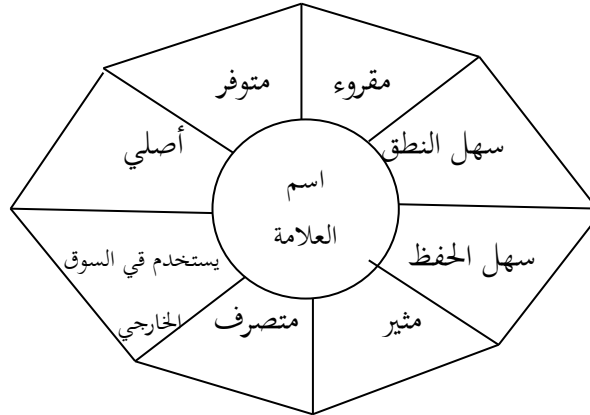 متوفر
مقروء
أصلي
سهل النطق
اسم
العلامة
يستخدم قي السوق
الخارجي
سهل الحفظ
متصرف
مثير